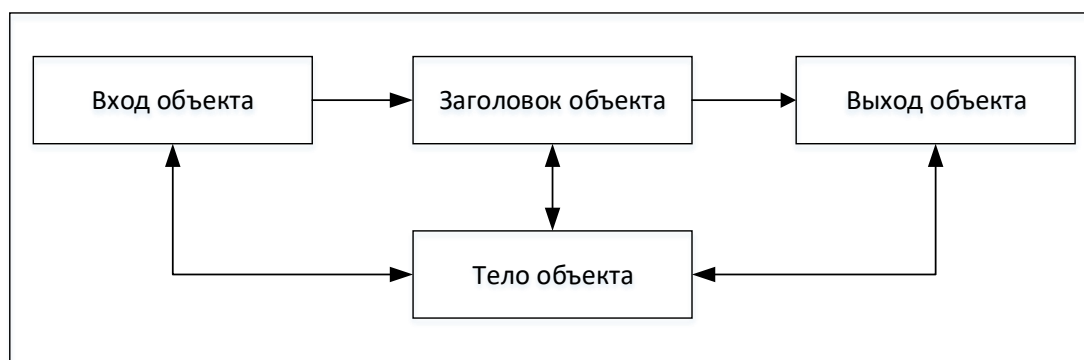 Вход объекта
Заголовок объекта
Выход объекта
Тело объекта